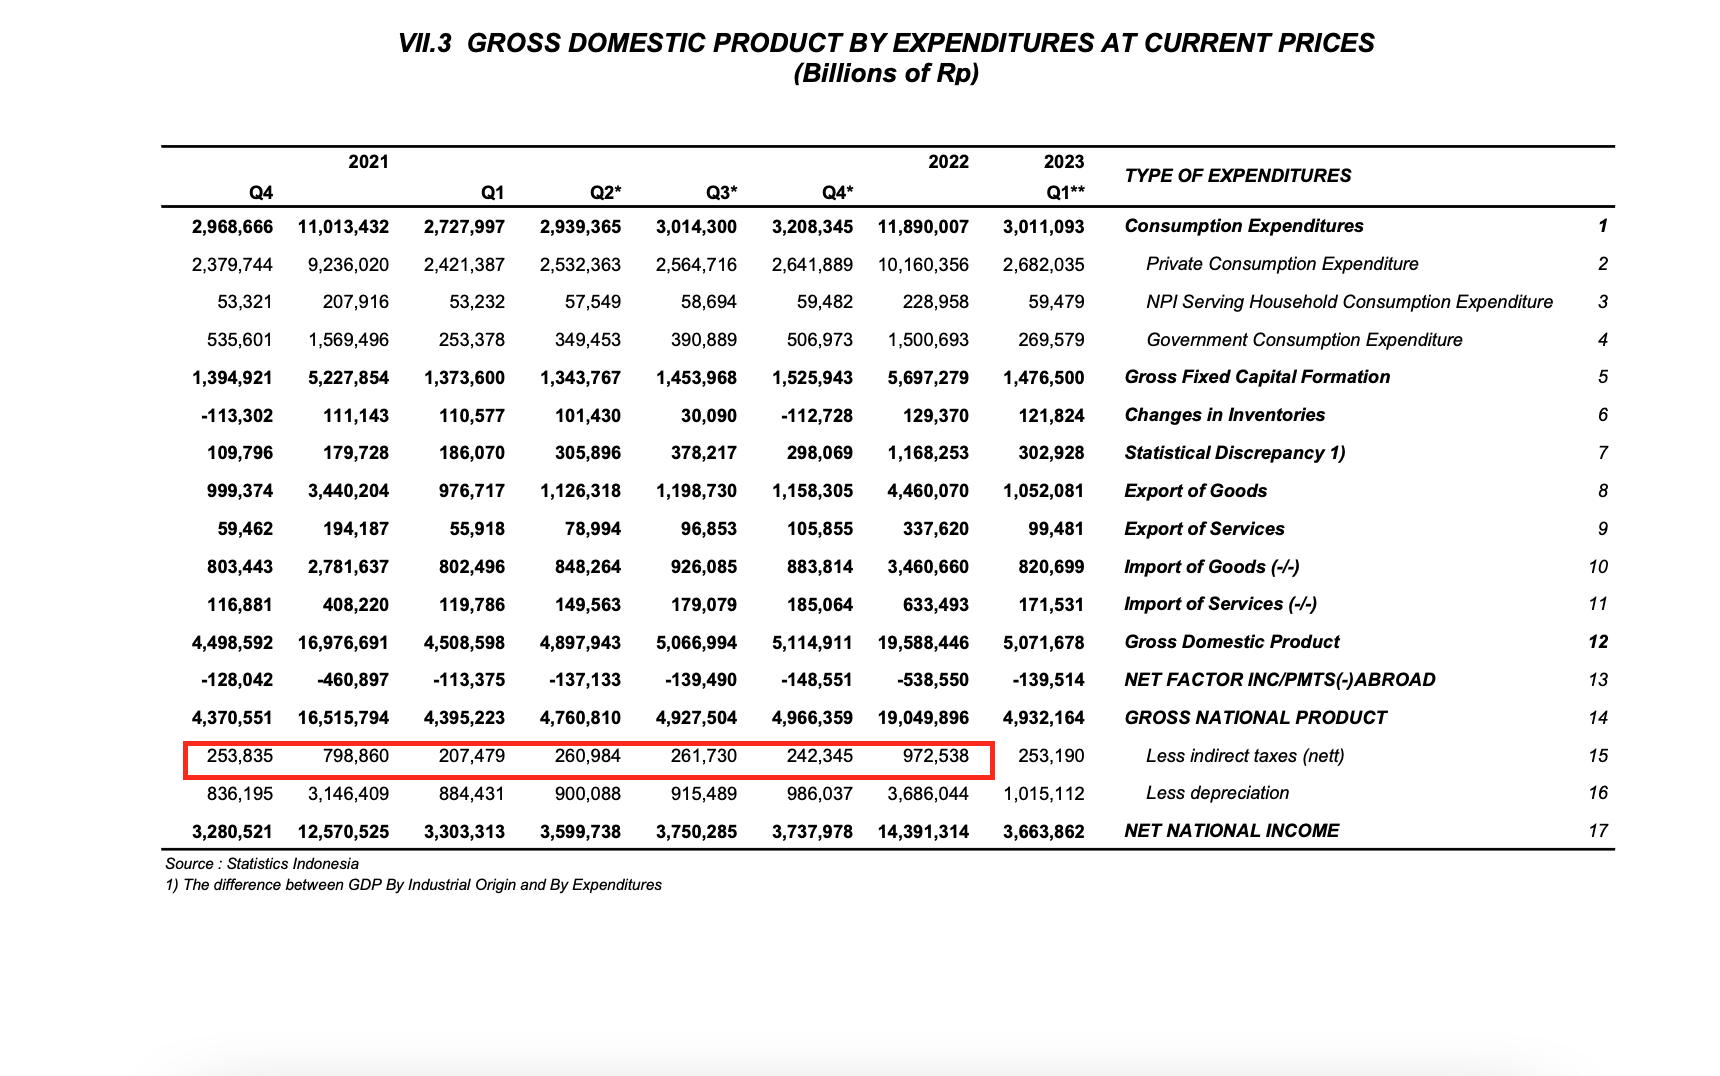 VII.3 GROSS DOMESTIC PRODUCT BY EXPENDITURES AT CURRENT PRICES
(Billions of Rp)
2021 2022 2023 TYPE OF EXPENDITURES
Q4 Q1 Q2* Q3* Q4* Q1**
2,968,666 11,013,432 2,727,997 2,939,365 3,014,300 3,208,345 11,890,007 3,011,093 Consumption Expenditures 1
2,379,744 9,236,020 2,421,387 2,532,363 2,564,716 2,641,889 10,160,356 2,682,035 Private Consumption Expenditure 2
53,321 207,916 53,232 57,549 58,694 59,482 228,958 59,479 NPI Serving Household Consumption Expenditure 3
535,601 1,569,496 253,378 349,453 390,889 506,973 1,500,693 269,579 Government Consumption Expenditure 4
1,394,921 5,227,854 1,373,600 1,343,767 1,453,968 1,525,943 5,697,279 1,476,500 Gross Fixed Capital Formation 5
-113,302 111,143 110,577 101,430 30,090 -112,728 129,370 121,824 Changes in Inventories 6
109,796 179,728 186,070 305,896 378,217 298,069 1,168,253 302,928 Statistical Discrepancy 1) 7
999,374 3,440,204 976,717 1,126,318 1,198,730 1,158,305 4,460,070 1,052,081 Export of Goods 8
59,462 194,187 55,918 78,994 96,853 105,855 337,620 99,481 Export of Services 9
803,443 2,781,637 802,496 848,264 926,085 883,814 3,460,660 820,699 Import of Goods (-/-) 10
116,881 408,220 119,786 149,563 179,079 185,064 633,493 171,531 Import of Services (-/-) 11
4,498,592 16,976,691 4,508,598 4,897,943 5,066,994 5,114,911 19,588,446 5,071,678 Gross Domestic Product 12
-128,042 -460,897 -113,375 -137,133 -139,490 -148,551 -538,550 -139,514 NET FACTOR INC/PMTS(-)ABROAD 13
4,370,551 16,515,794 4,395,223 4,760,810 4,927,504 4,966,359 19,049,896 4,932,164 GROSS NATIONAL PRODUCT 14
253,835 798,860 207,479 260,984 261,730 242,345 972,538 253,190 Less indirect taxes (nett) 15
836,195 3,146,409 884,431 900,088 915,489 986,037 3,686,044 1,015,112 Less depreciation 16
3,280,521 12,570,525 3,303,313 3,599,738 3,750,285 3,737,978 14,391,314 3,663,862 NET NATIONAL INCOME 17
Source : Statistics Indonesia
1) The difference between GDP By Industrial Origin and By Expenditures